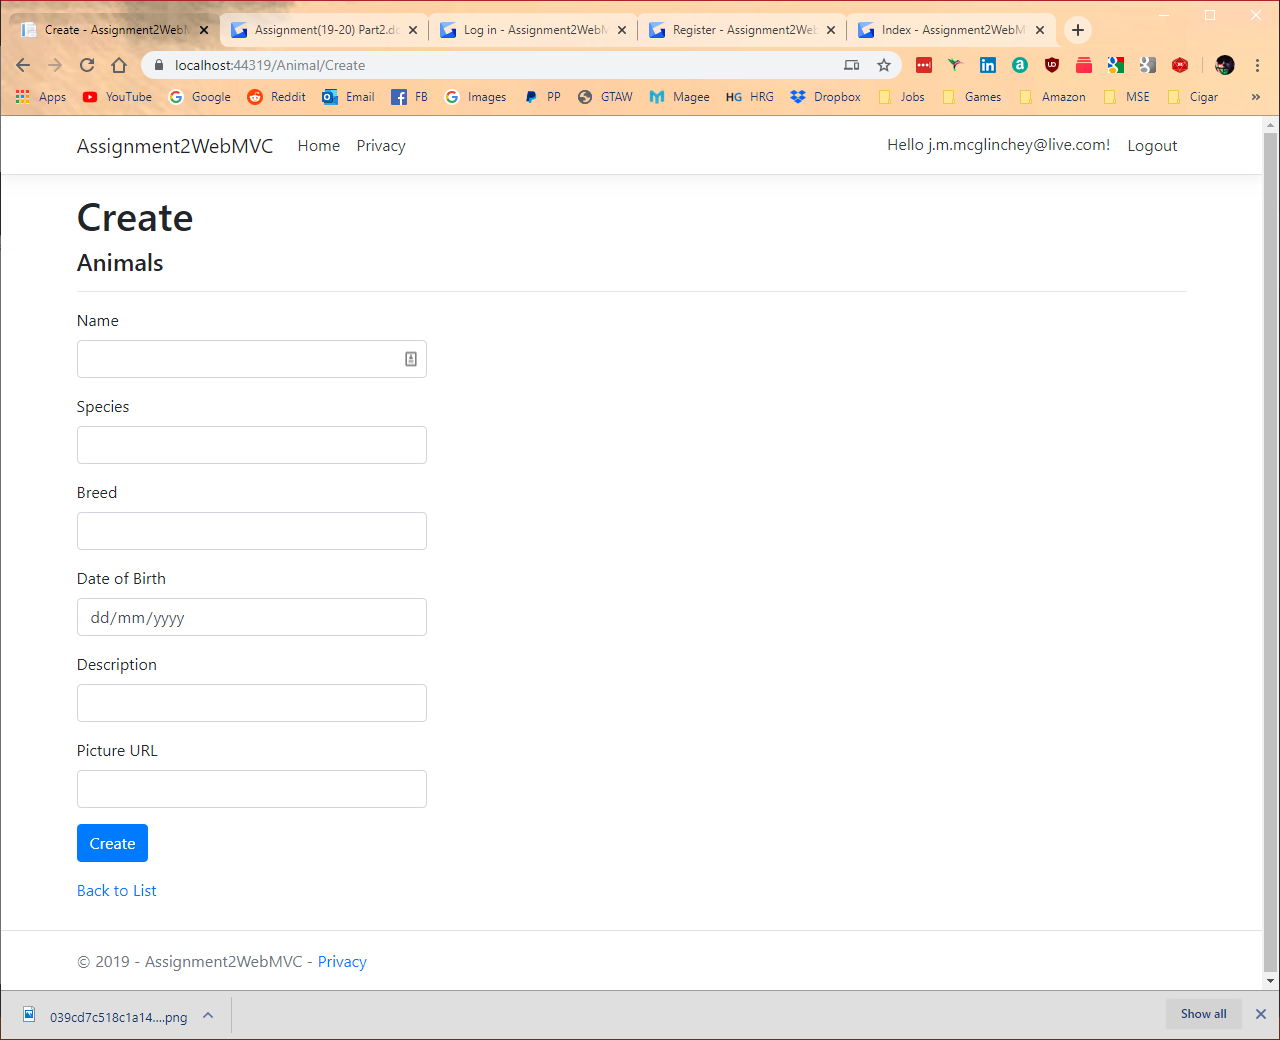 Create - Assignment2WebM
Assignment(19-20) Part2.do
Log in - Assignment2WebM
Register - Assignment2Web
Index - Assignment2WebM
localhost:44319/Animal/Create
Apps YouTube Google Reddit Email FB Images PP GTAW Magee HG HRG Dropbox Jobs Games Amazon MSE Cigar »
Assignment2WebMVC Home Privacy Hello j.m.mcglinchey@live.com! Logout
Create
Animals
Name
Species
Breed
Date of Birth
dd/mm/yyyy
Description
Picture URL
Create
Back to List
© 2019 - Assignment2WebMVC - Privacy
039cd7c518c1a14....png Show all